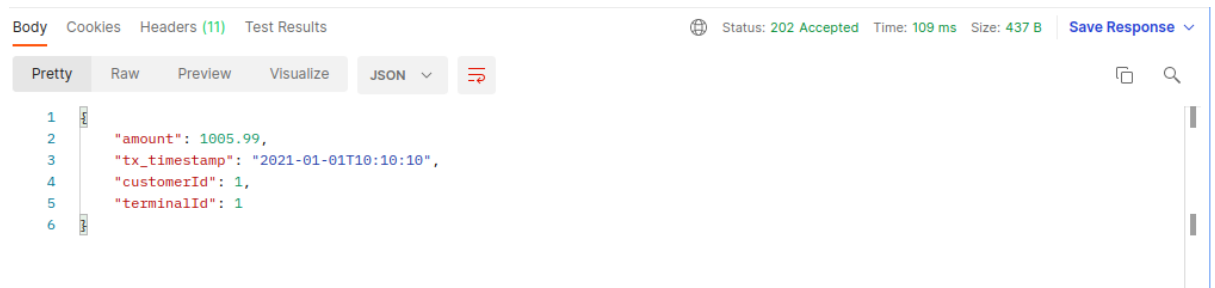 Body Cookies Headers (11) Test Results Status: 202 Accepted Time: 109 ms Size: 437 B Save Response
Pretty Raw Preview Visualize JSON
1 {
2 "amount": 1005.99,
3 "tx_timestamp": "2021-01-01T10:10:10",
4 "customerId": 1,
5 "terminalId": 1
6 }